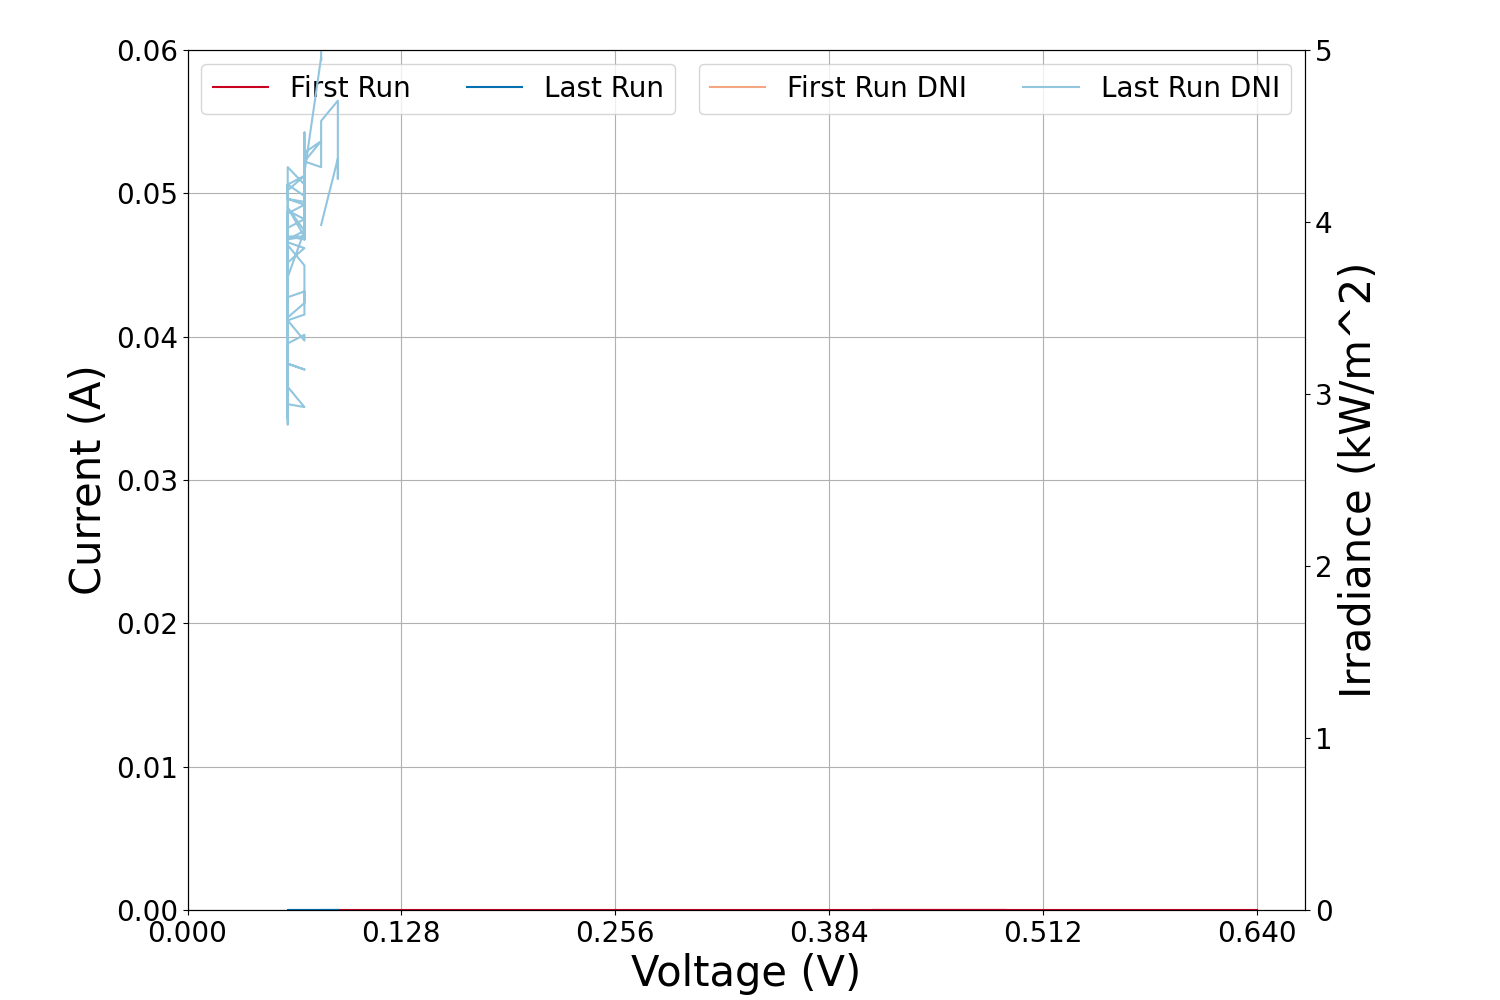 First Run
Last Run
First Run DNI
Last Run DNI
0.06
0.05
0.04
0.03
0.02
0.01
0.00
Current (A)
5
4
3
2
1
0
Irradiance (kW/m^2)
0.000 0.128 0.256 0.384 0.512 0.640
Voltage (V)